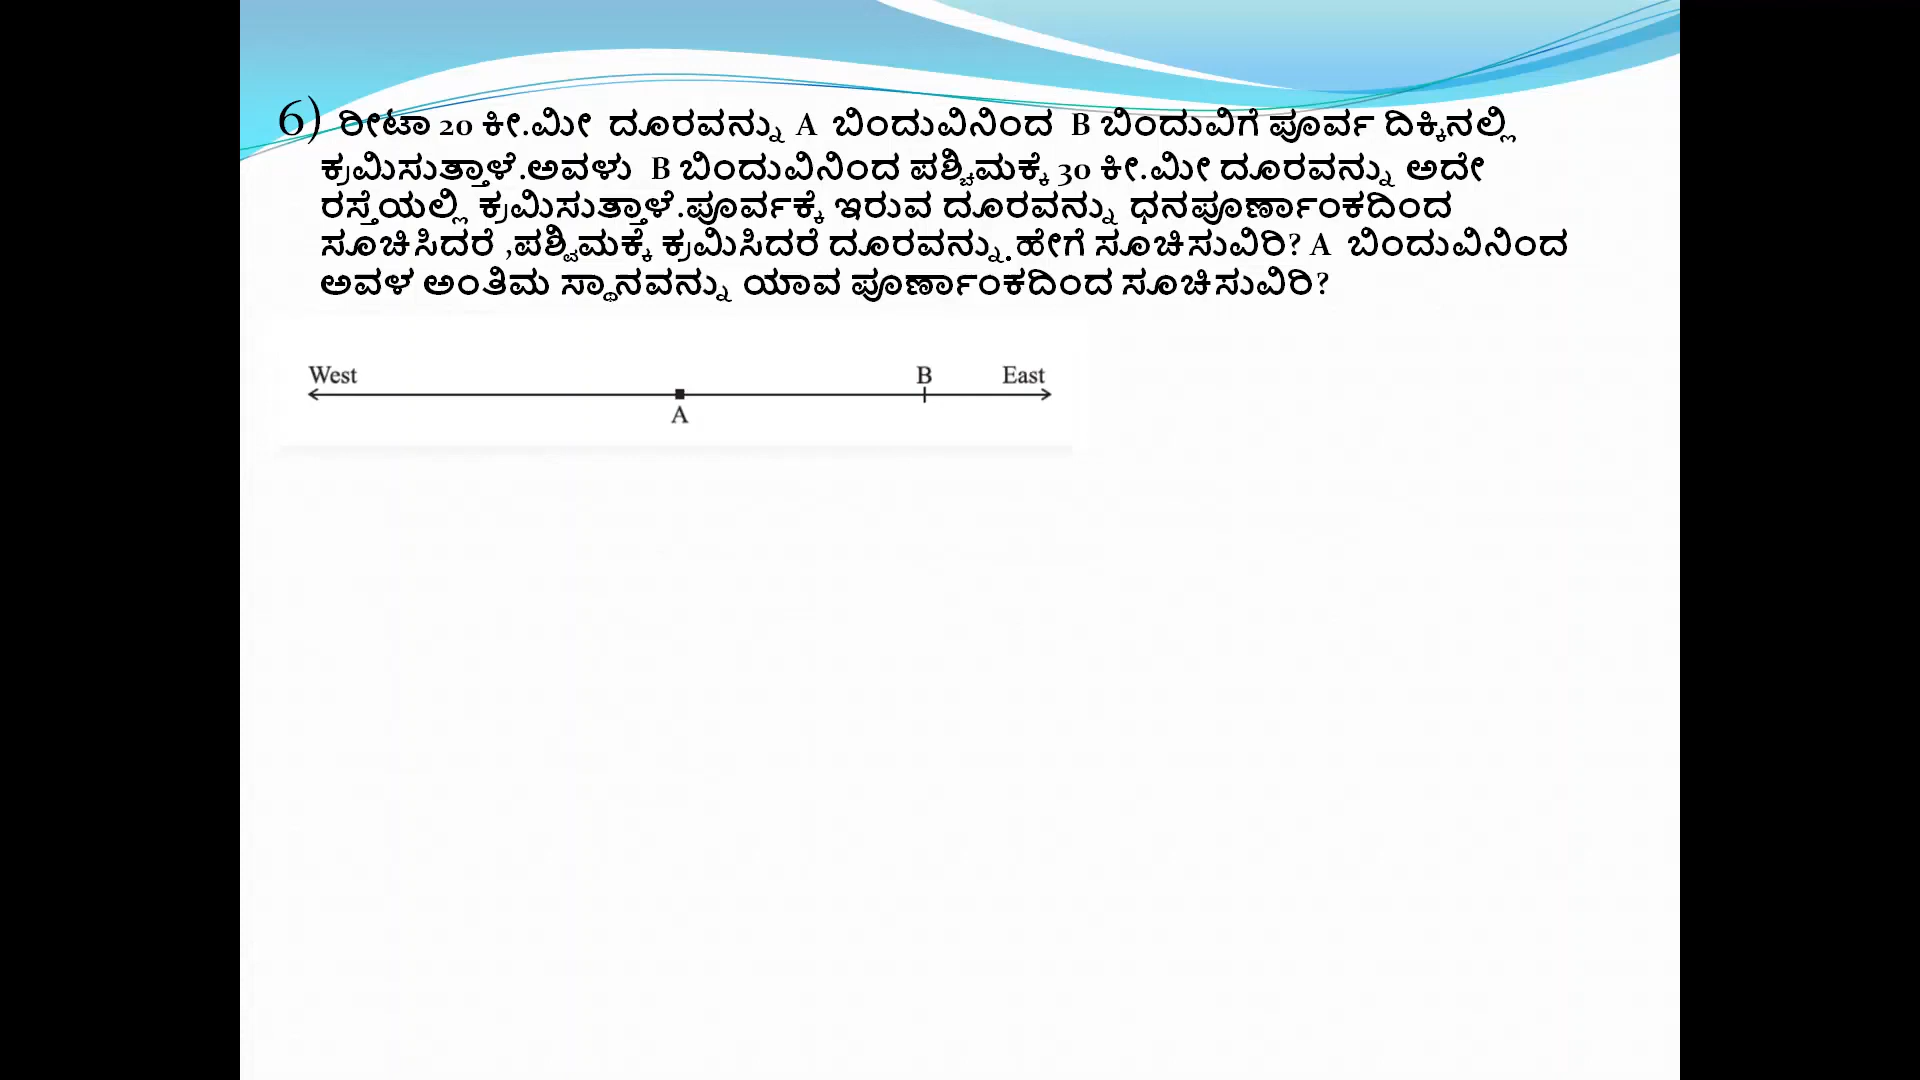 6) ರೀಟಾ 20 ಕೀ.ಮೀ ದೂರವನ್ನು A ಬಿಂದುವಿನಿಂದ B ಬಿಂದುವಿಗೆ ಪೂರ್ವ ದಿಕ್ಕಿನಲ್ಲಿ
ಕ್ರಮಿಸುತ್ತಾಳೆ.ಅವಳು B ಬಿಂದುವಿನಿಂದ ಪಶ್ಚಿಮಕ್ಕೆ 30 ಕೀ.ಮೀ ದೂರವನ್ನು ಅದೇ
ರಸ್ತೆಯಲ್ಲಿ ಕ್ರಮಿಸುತ್ತಾಳೆ.ಪೂರ್ವಕ್ಕೆ ಇರುವ ದೂರವನ್ನು ಧನಪೂರ್ಣಾಂಕದಿಂದ
ಸೂಚಿಸಿದರೆ ,ಪಶ್ಚಿಮಕ್ಕೆ ಕ್ರಮಿಸಿದರೆ ದೂರವನ್ನು.ಹೇಗೆ ಸೂಚಿಸುವಿರಿ? A ಬಿಂದುವಿನಿಂದ
ಅವಳ ಅಂತಿಮ ಸ್ಥಾನವನ್ನು ಯಾವ ಪೂರ್ಣಾಂಕದಿಂದ ಸೂಚಿಸುವಿರಿ?
West B East
A